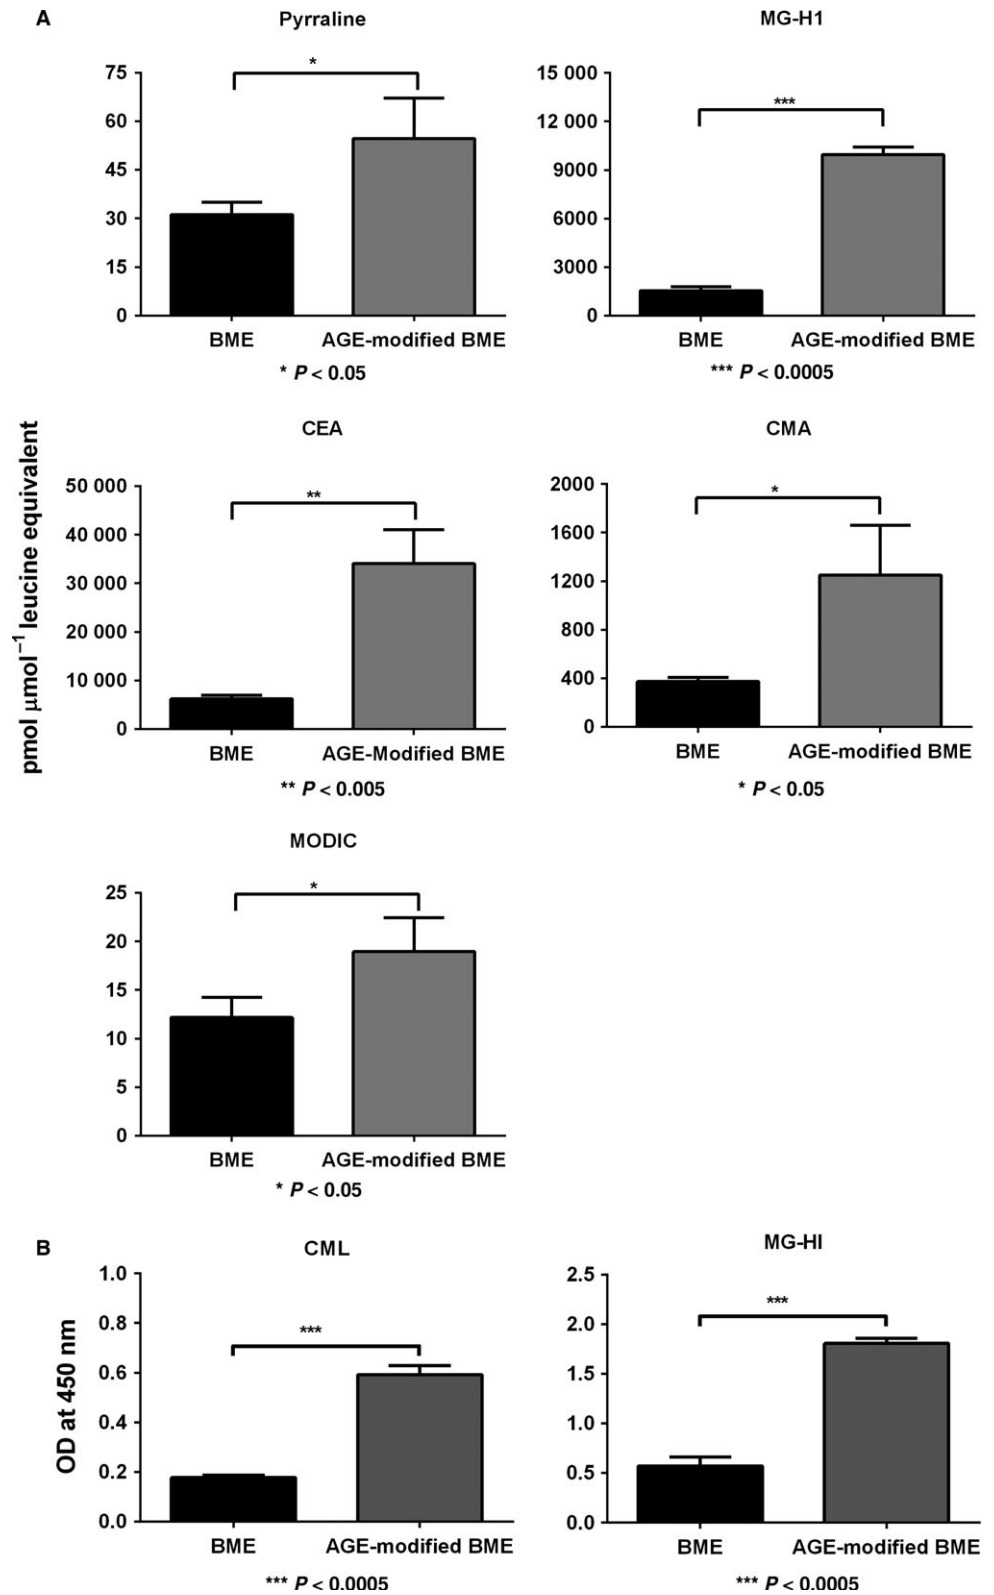 A
Pyrraline
MG-H1
*
***
75
60
45
30
15
0
15 000
12 000
9000
6000
3000
0
BME
AGE-modified BME
BME
AGE-modified BME
* P < 0.05
*** P < 0.0005
pmol μmol⁻¹ leucine equivalent
CEA
CMA
**
*
50 000
40 000
30 000
20 000
10 000
0
2000
1600
1200
800
400
0
BME
AGE-Modified BME
BME
AGE-modified BME
** P < 0.005
* P < 0.05
MODIC
*
25
20
15
10
5
0
BME
AGE-modified BME
* P < 0.05
B
CML
MG-HI
***
***
OD at 450 nm
1.0
0.8
0.6
0.4
0.2
0.0
2.5
2.0
1.5
1.0
0.5
0.0
BME
AGE-modified BME
BME
AGE-modified BME
*** P < 0.0005
*** P < 0.0005